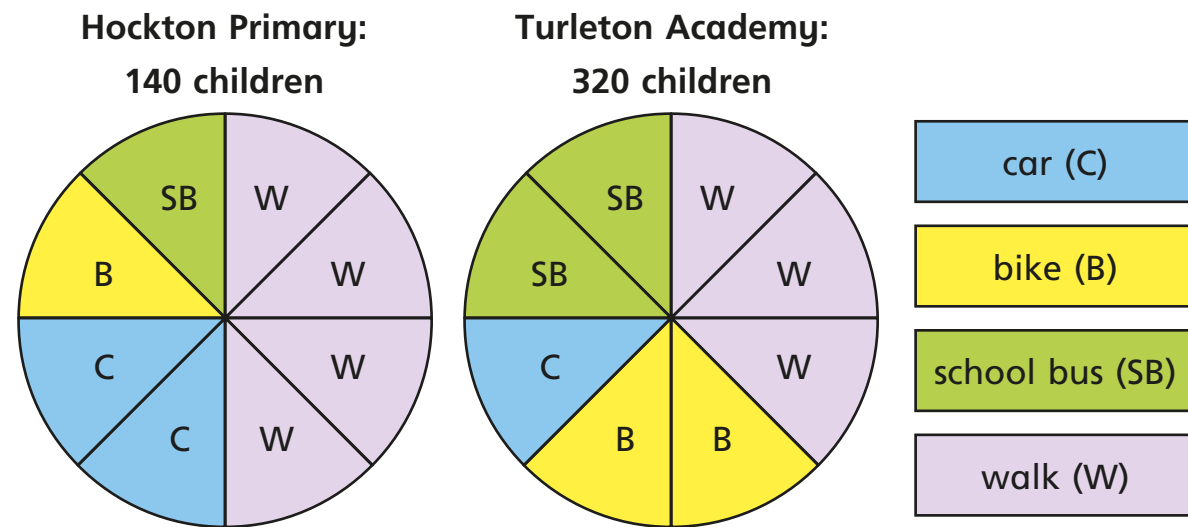 Hockton Primary:
140 children
SB
W
B
W
C
W
C
W
Turleton Academy:
320 children
SB
W
SB
W
C
W
B
B
car (C)
bike (B)
school bus (SB)
walk (W)